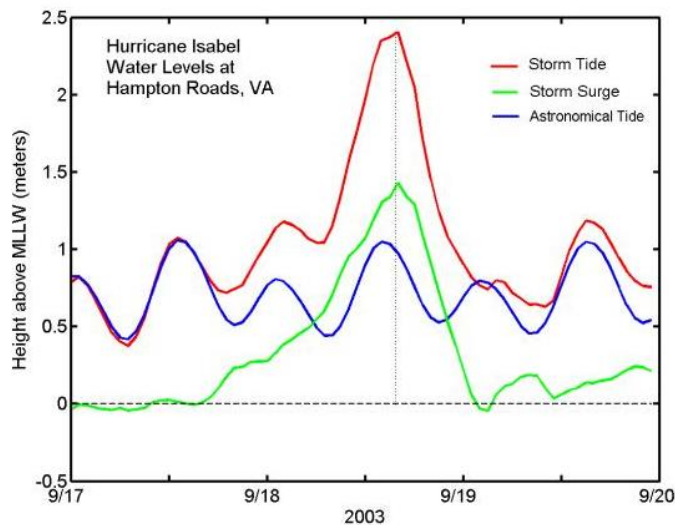 Hurricane Isabel
Water Levels at
Hampton Roads, VA
Storm Tide
Storm Surge
Astronomical Tide
Height above MLLW (meters)
2.5
2
1.5
1
0.5
0
-0.5
9/17
9/18
9/19
9/20
2003